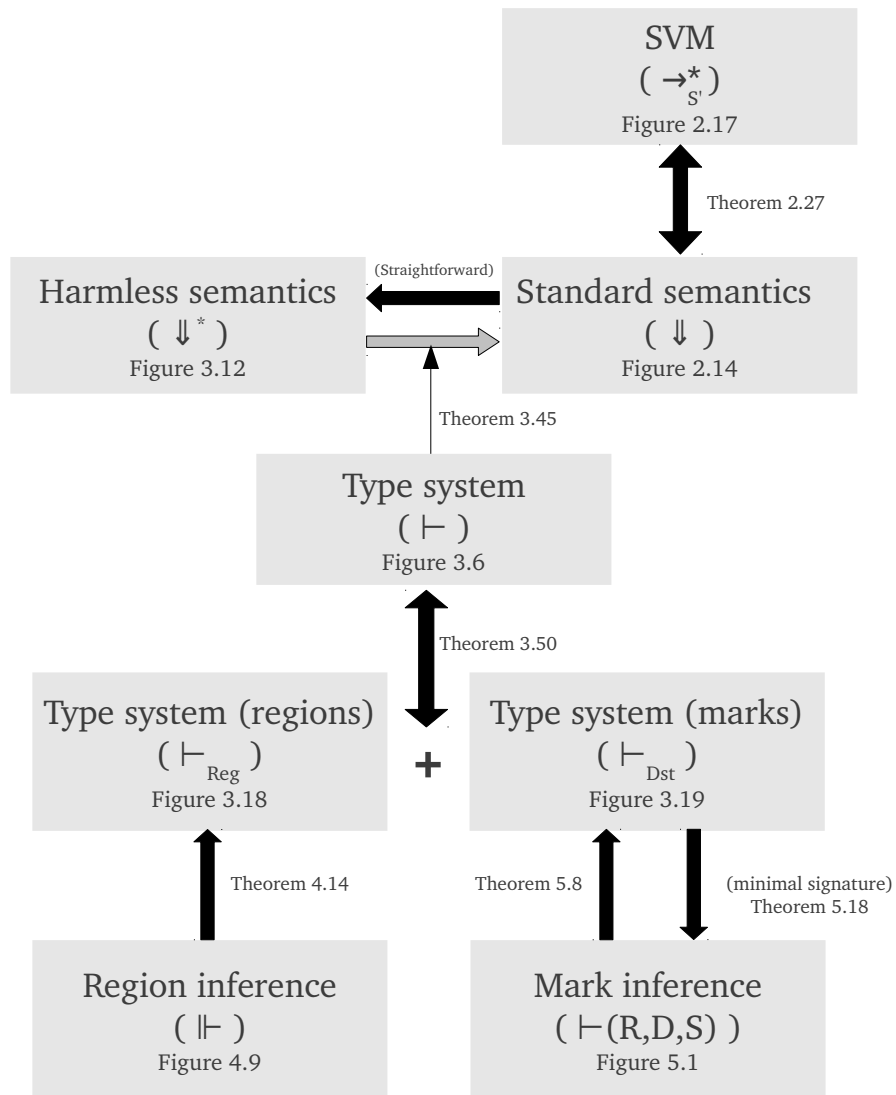 SVM
( →*S' )
Figure 2.17
Theorem 2.27
Harmless semantics
( ⇓* )
Figure 3.12
(Straightforward)
Standard semantics
( ⇓ )
Figure 2.14
Theorem 3.45
Type system
( ⊢ )
Figure 3.6
Theorem 3.50
Type system (regions)
( ⊢Reg )
Figure 3.18
+
Type system (marks)
( ⊢Dst )
Figure 3.19
Theorem 4.14
Theorem 5.8
(minimal signature)
Theorem 5.18
Region inference
( ⊩ )
Figure 4.9
Mark inference
( ⊢(R,D,S) )
Figure 5.1